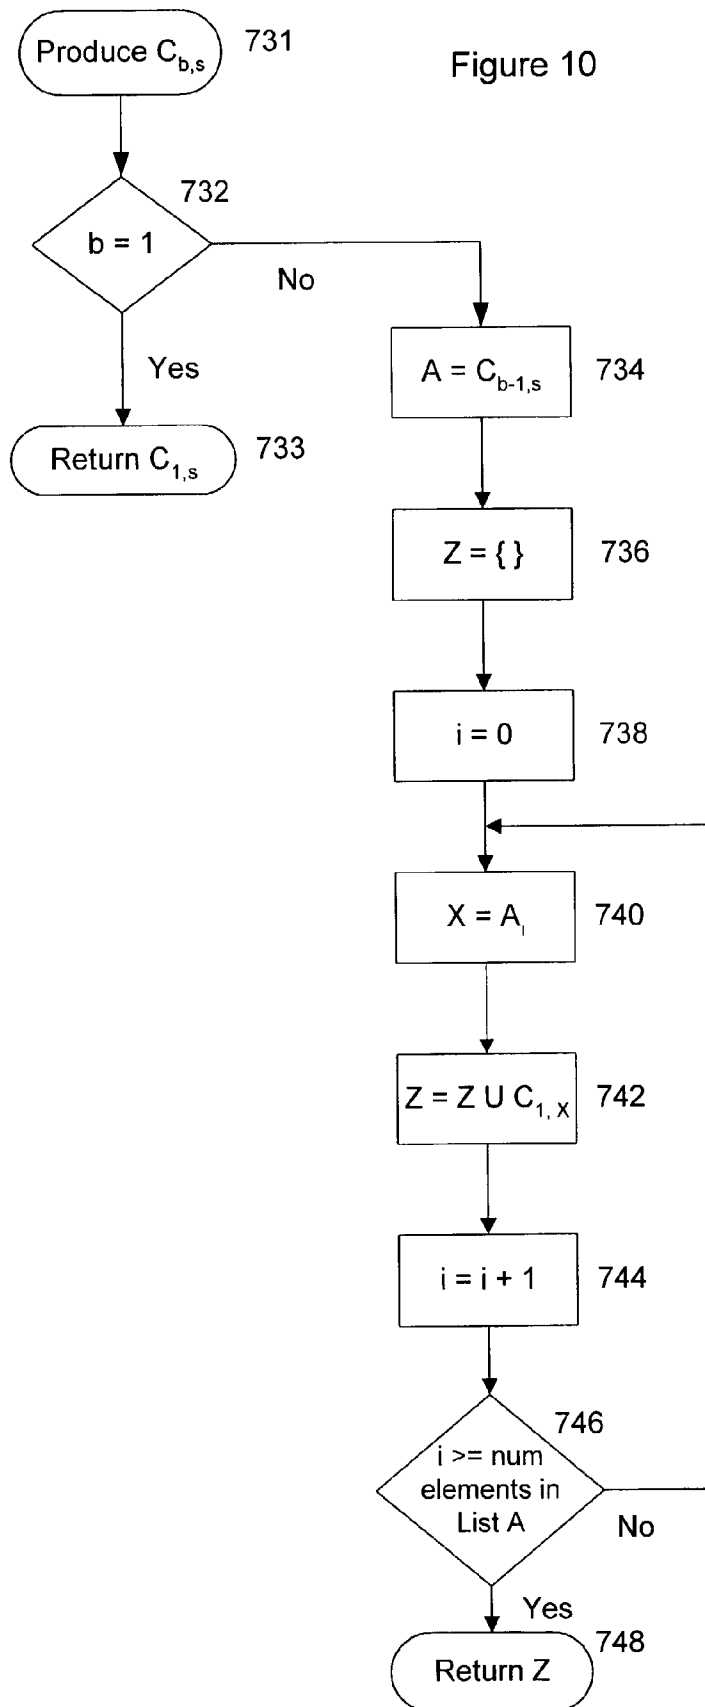 Figure 10
Produce C_b,s
731
732
b = 1
No
Yes
Return C_1,s
733
A = C_b-1,s
734
Z = { }
736
i = 0
738
X = A_i
740
Z = Z U C_1, X
742
i = i + 1
744
746
i >= num
elements in
List A
No
Yes
748
Return Z